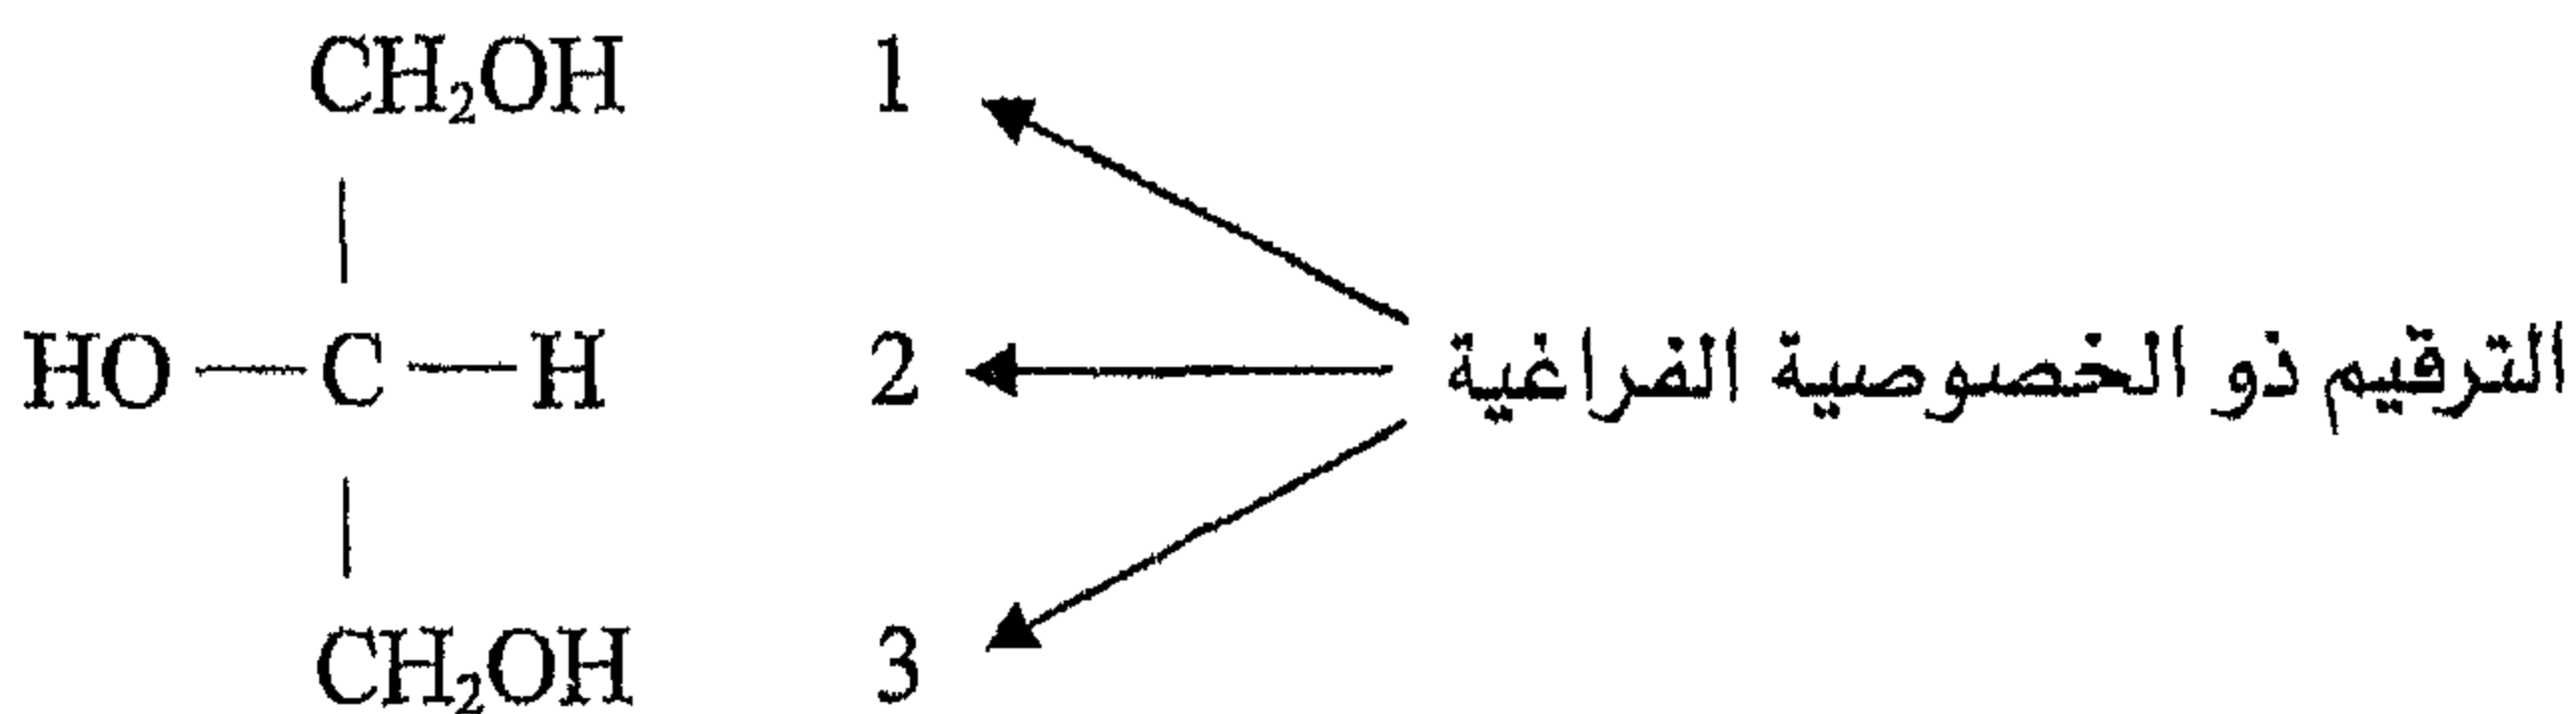 CH₂OH 1
HO — C — H 2 الترقيم ذو الخصوصية الفراغية
CH₂OH 3